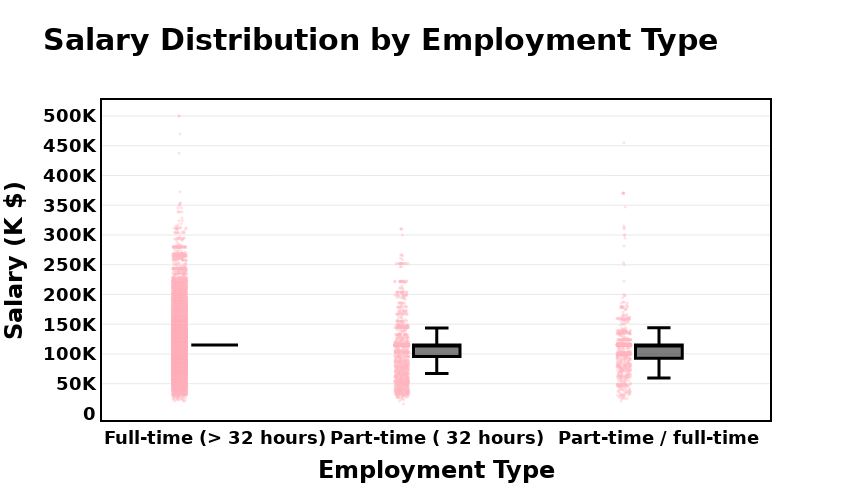 Salary Distribution by Employment Type
500K
450K
400K
350K
300K
250K
200K
150K
100K
50K
0
Salary (K $)
Full-time (> 32 hours) Part-time ( 32 hours) Part-time / full-time
Employment Type